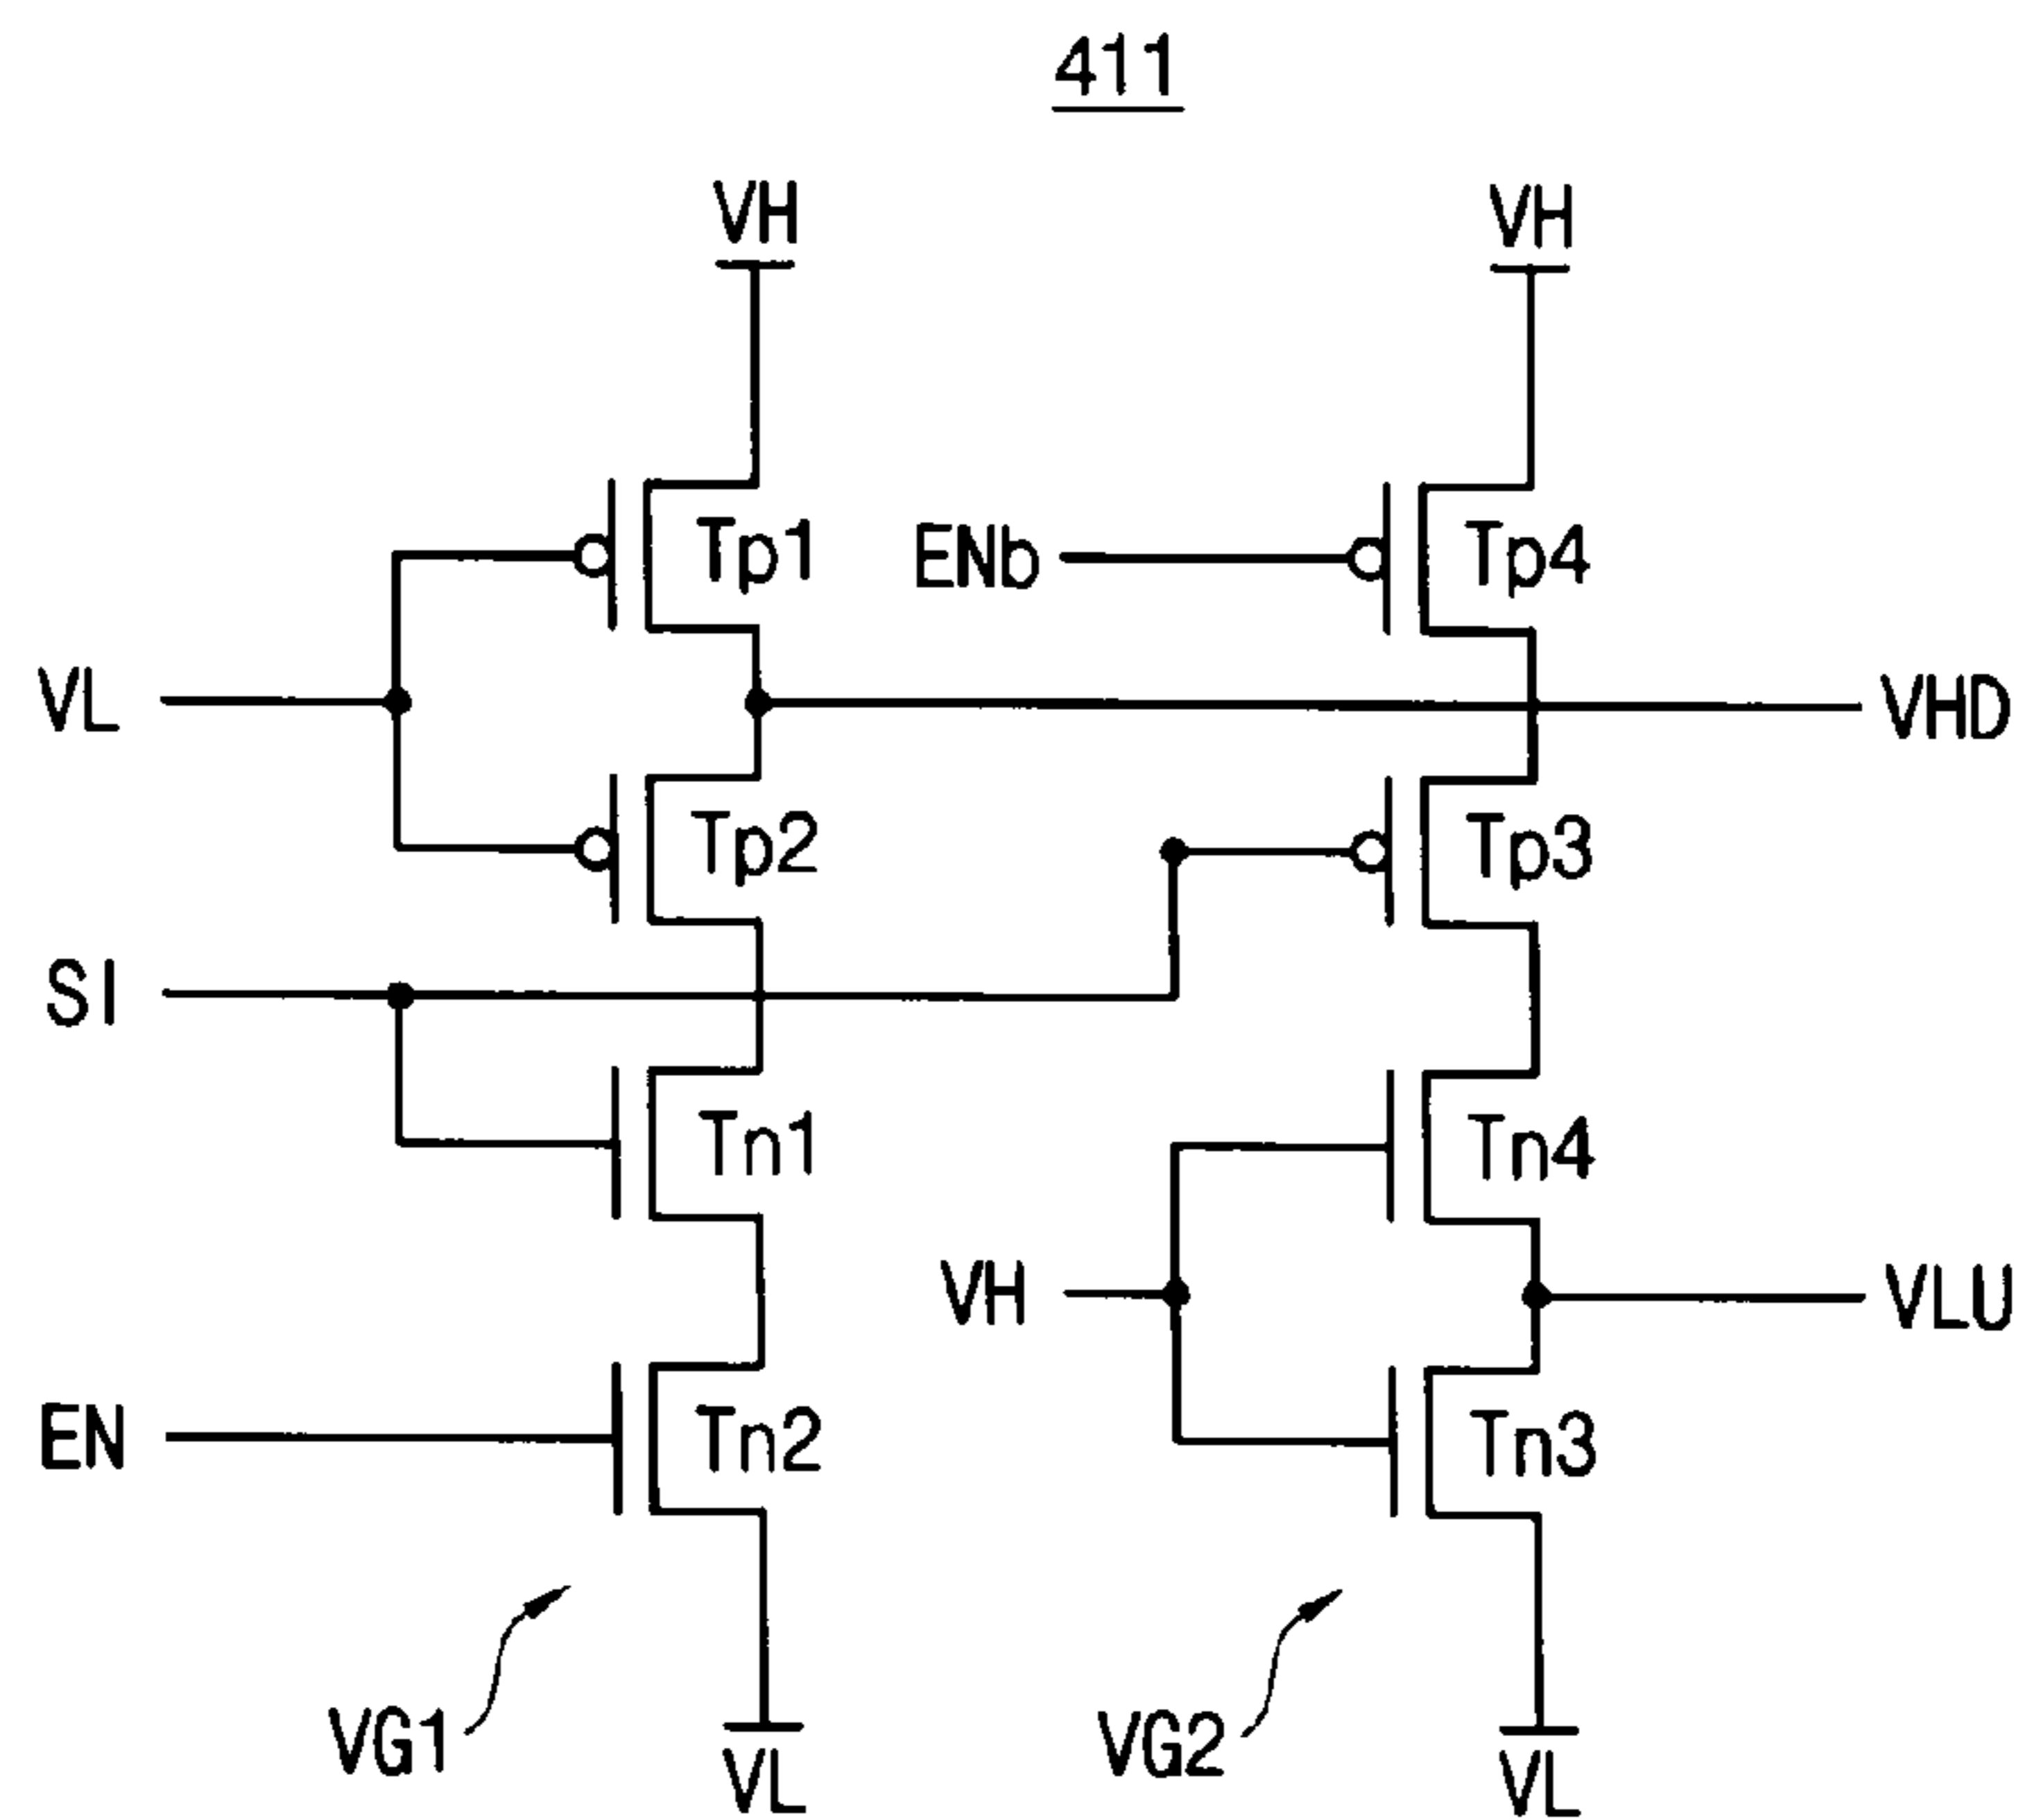 411
VH VH
Tp1 ENb Tp4
VL VHD
Tp2 Tp3
SI
Tn1 Tn4
VH VLU
EN Tn2 Tn3
VG1 VG2
VL VL